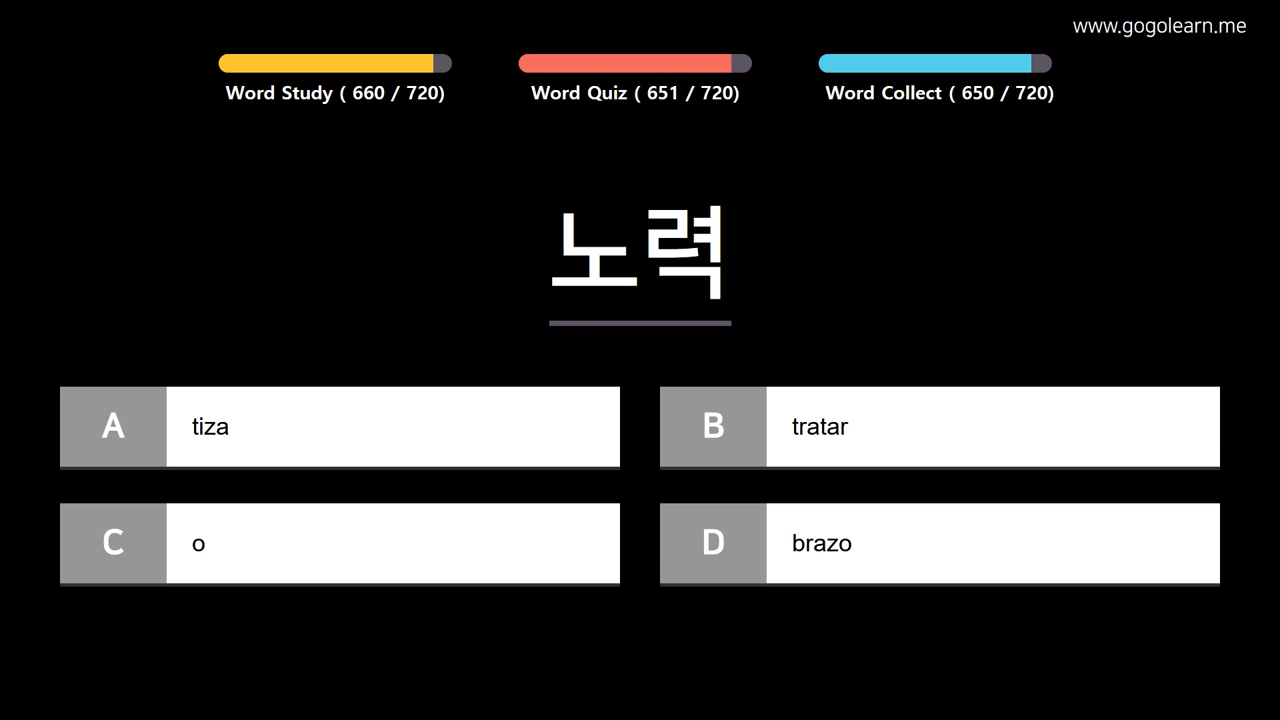 www.gogolearn.me
Word Study ( 660 / 720)
Word Quiz ( 651 / 720)
Word Collect ( 650 / 720)
노력
A tiza
B tratar
C o
D brazo